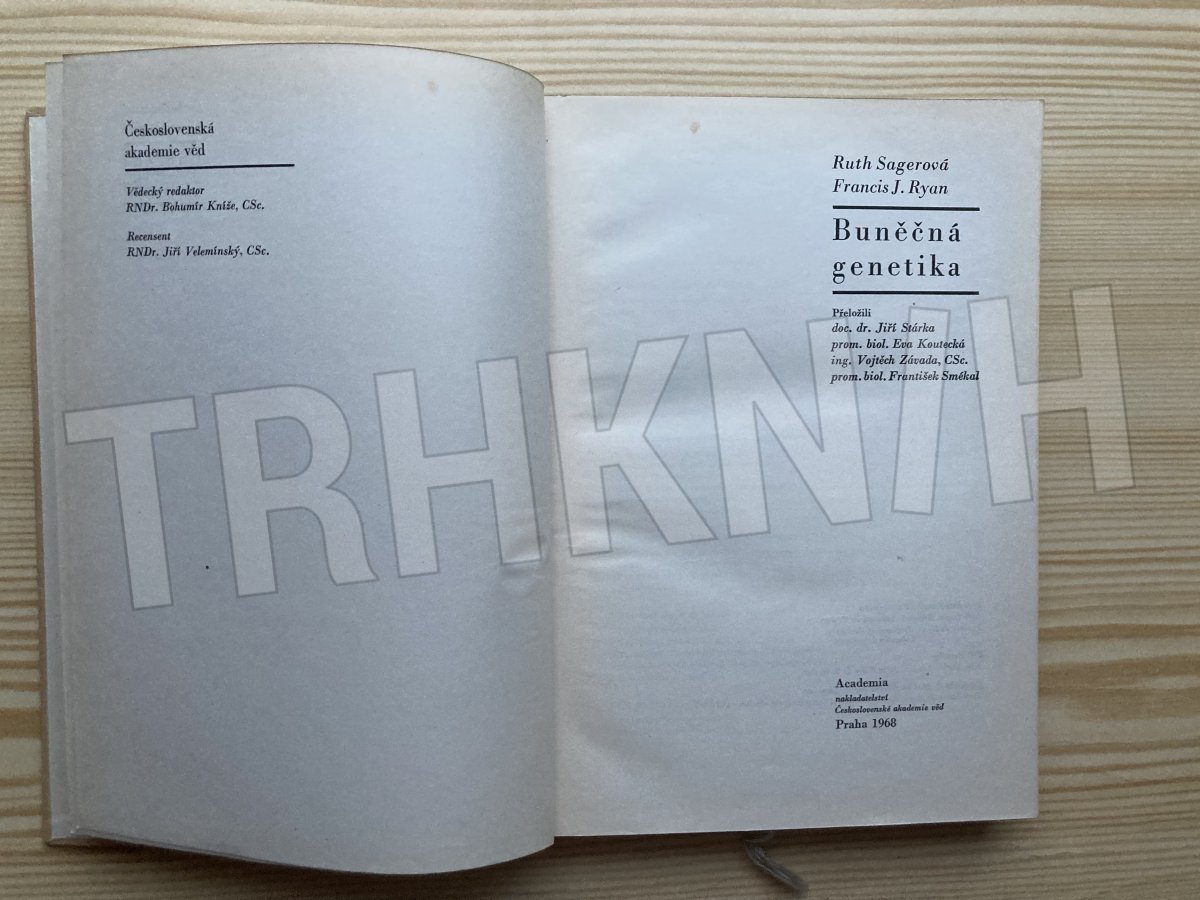 Československá
akademie věd
Vědecký redaktor
RNDr. Bohumír Kníže, CSc.
Recensent
RNDr. Jiří Velemínský, CSc.
Ruth Sagerová
Francis J. Ryan
Buněčná
genetika
Přeložili
doc. dr. Jiří Stárka
prom. biol. Eva Koutecká
ing. Vojtěch Závada, CSc.
prom. biol. František Smékal
Academia
nakladatelství
Československé akademie věd
Praha 1968
TRHKNIH